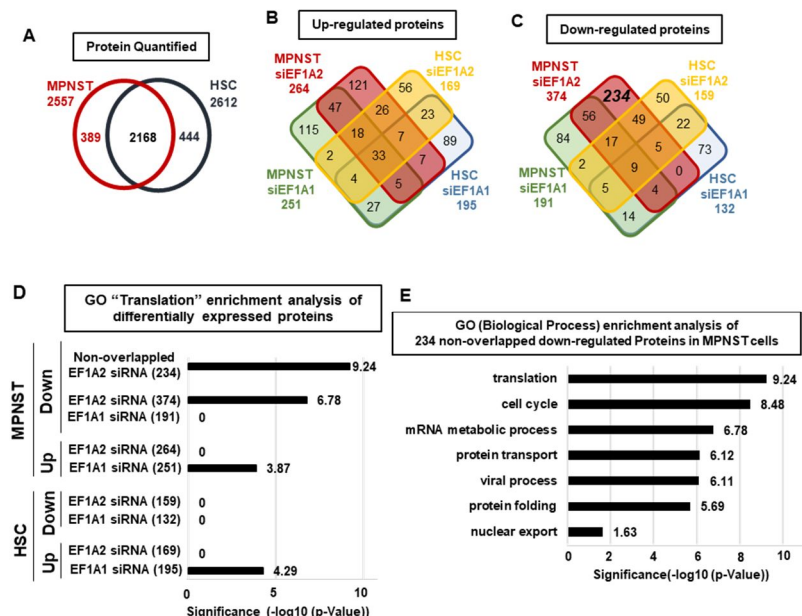 A
Protein Quantified
MPNST
2557
HSC
2612
389
2168
444
B
Up-regulated proteins
MPNST
siEF1A2
264
HSC
siEF1A2
169
121
56
47
26
23
115
18
7
89
2
33
7
4
5
27
MPNST
siEF1A1
251
HSC
siEF1A1
195
C
Down-regulated proteins
MPNST
siEF1A2
374
HSC
siEF1A2
159
234
50
56
49
22
84
17
5
73
2
9
0
5
4
14
MPNST
siEF1A1
191
HSC
siEF1A1
132
D
GO “Translation” enrichment analysis of
differentially expressed proteins
MPNST
Down
Non-overlappled
EF1A2 siRNA (234)
9.24
EF1A2 siRNA (374)
6.78
EF1A1 siRNA (191)
0
Up
EF1A2 siRNA (264)
0
EF1A1 siRNA (251)
3.87
HSC
Down
EF1A2 siRNA (159)
0
EF1A1 siRNA (132)
0
Up
EF1A2 siRNA (169)
0
EF1A1 siRNA (195)
4.29
0 5 10
Significance (-log10 (p-Value))
E
GO (Biological Process) enrichment analysis of
234 non-overlapped down-regulated Proteins in MPNST cells
translation
9.24
cell cycle
8.48
mRNA metabolic process
6.78
protein transport
6.12
viral process
6.11
protein folding
5.69
nuclear export
1.63
0 2 4 6 8 10
Significance(-log10 (p-Value))